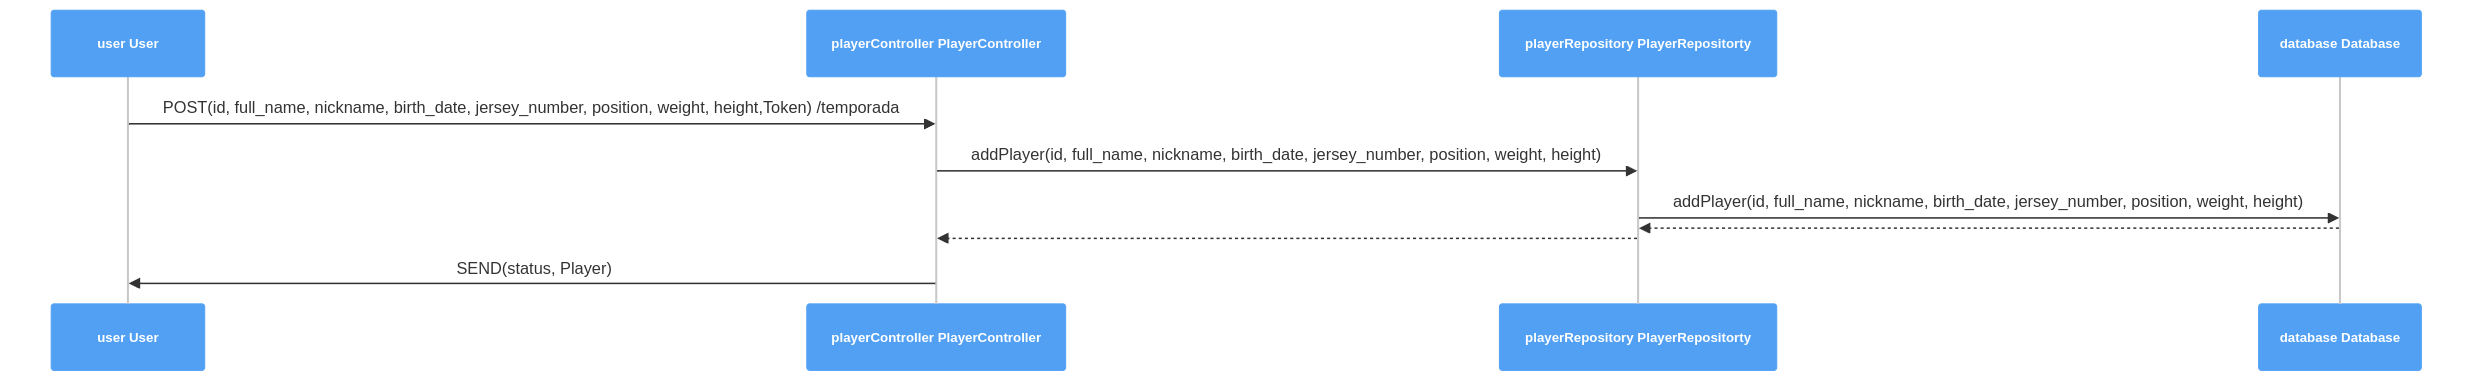 user User
playerController PlayerController
playerRepository PlayerRepositorty
database Database
POST(id, full_name, nickname, birth_date, jersey_number, position, weight, height,Token) /temporada
addPlayer(id, full_name, nickname, birth_date, jersey_number, position, weight, height)
addPlayer(id, full_name, nickname, birth_date, jersey_number, position, weight, height)
SEND(status, Player)
user User
playerController PlayerController
playerRepository PlayerRepositorty
database Database